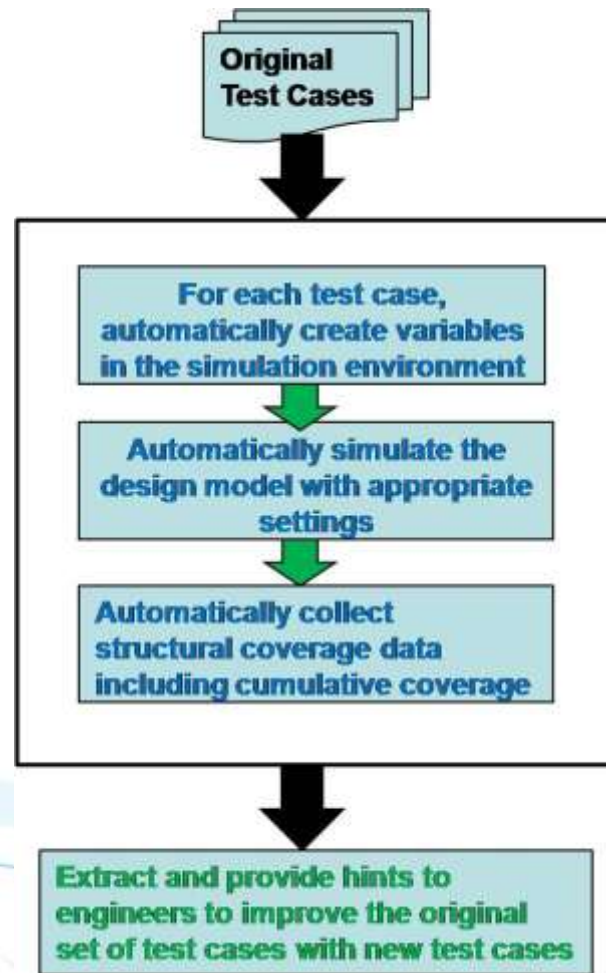 Original
Test Cases
For each test case,
automatically create variables
in the simulation environment
Automatically simulate the
design model with appropriate
settings
Automatically collect
structural coverage data
including cumulative coverage
Extract and provide hints to
engineers to improve the original
set of test cases with new test cases